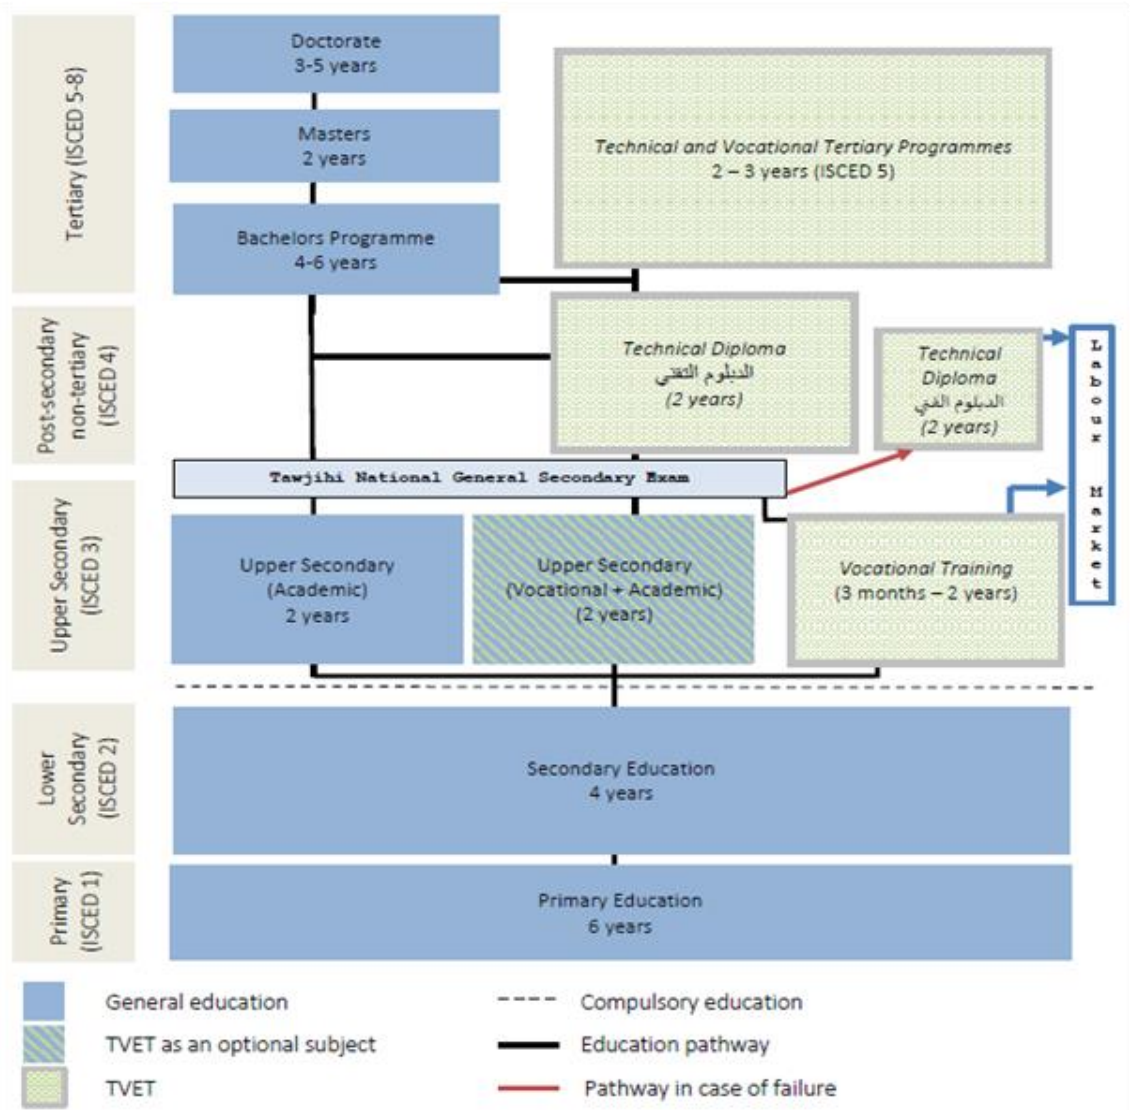 Tertiary (ISCED 5-8)
Doctorate
3-5 years
Masters
2 years
Bachelors Programme
4-6 years
Technical and Vocational Tertiary Programmes
2 – 3 years (ISCED 5)
Post-secondary
non-tertiary
(ISCED 4)
Technical Diploma
الدبلوم التقني
(2 years)
Technical
Diploma
الدبلوم الفني
(2 years)
Labour Market
Tawjihi National General Secondary Exam
Upper Secondary
(ISCED 3)
Upper Secondary
(Academic)
2 years
Upper Secondary
(Vocational + Academic)
(2 years)
Vocational Training
(3 months – 2 years)
Lower
Secondary
(ISCED 2)
Secondary Education
4 years
Primary
(ISCED 1)
Primary Education
6 years
General education
TVET as an optional subject
TVET
Compulsory education
Education pathway
Pathway in case of failure